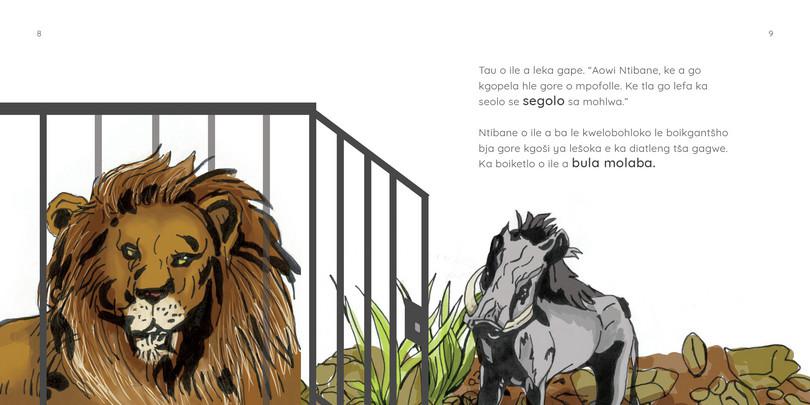 8
9
Tau o ile a leka gape. “Aowi Ntibane, ke a go
kgopela hle gore o mpofolle. Ke tla go lefa ka
seolo se segolo sa mohlwa.”
Ntibane o ile a ba le kwelobohloko le boikgantšho
bja gore kgoši ya lešoka e ka diatleng tša gagwe.
Ka boiketlo o ile a bula molaba.